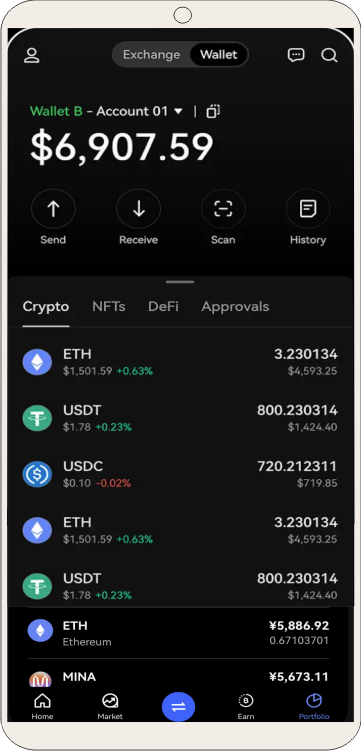 Exchange Wallet
Wallet B - Account 01
$6,907.59
Send Receive Scan History
Crypto NFTs DeFi Approvals
ETH 3.230134
$1,501.59 +0.63% $4,593.25
USDT 800.230314
$1.78 +0.23% $1,424.40
USDC 720.212311
$0.10 -0.02% $719.85
ETH 3.230134
$1,501.59 +0.63% $4,593.25
USDT 800.230314
$1.78 +0.23% $1,424.40
ETH ¥5,886.92
Ethereum 0.67103701
MINA ¥5,673.11
Home Market Earn Portfolio